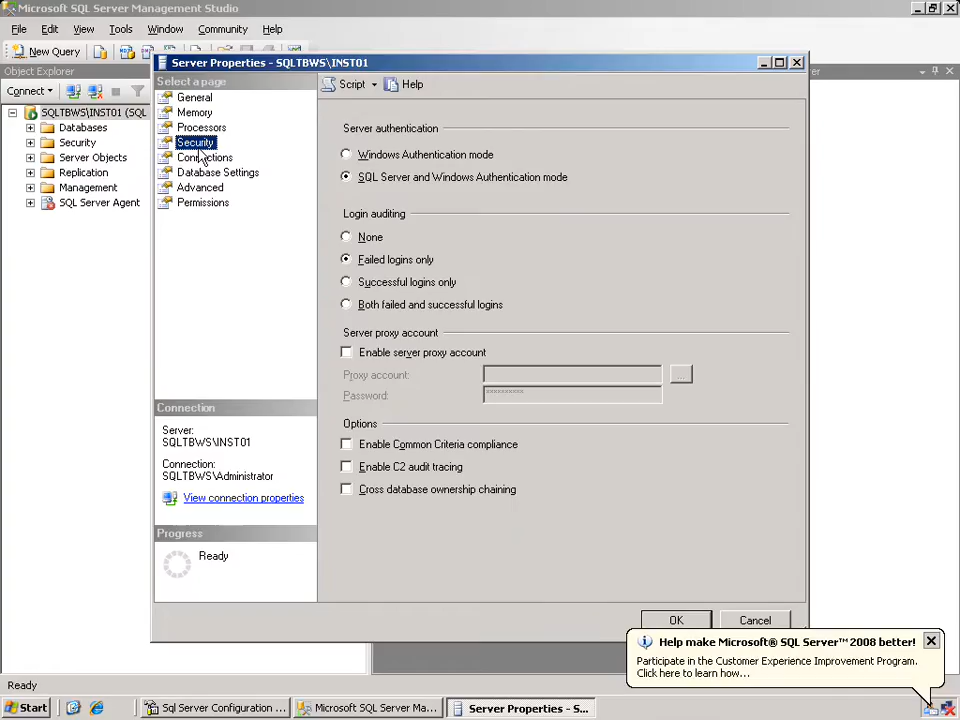 Microsoft SQL Server Management Studio
File Edit View Tools Window Community Help
New Query
Object Explorer
Connect
SQLTBWS\INST01 (SQL
Databases
Security
Server Objects
Replication
Management
SQL Server Agent
Server Properties - SQLTBWS\INST01
Select a page
General
Memory
Processors
Security
Connections
Database Settings
Advanced
Permissions
Connection
Server:
SQLTBWS\INST01
Connection:
SQLTBWS\Administrator
View connection properties
Progress
Ready
Script Help
Server authentication
Windows Authentication mode
SQL Server and Windows Authentication mode
Login auditing
None
Failed logins only
Successful logins only
Both failed and successful logins
Server proxy account
Enable server proxy account
Proxy account:
...
Password:
**********
Options
Enable Common Criteria compliance
Enable C2 audit tracing
Cross database ownership chaining
OK Cancel
Help make Microsoft® SQL Server™ 2008 better!
Participate in the Customer Experience Improvement Program.
Click here to learn how...
Ready
Start Sql Server Configuration ... Microsoft SQL Server Ma... Server Properties - S...